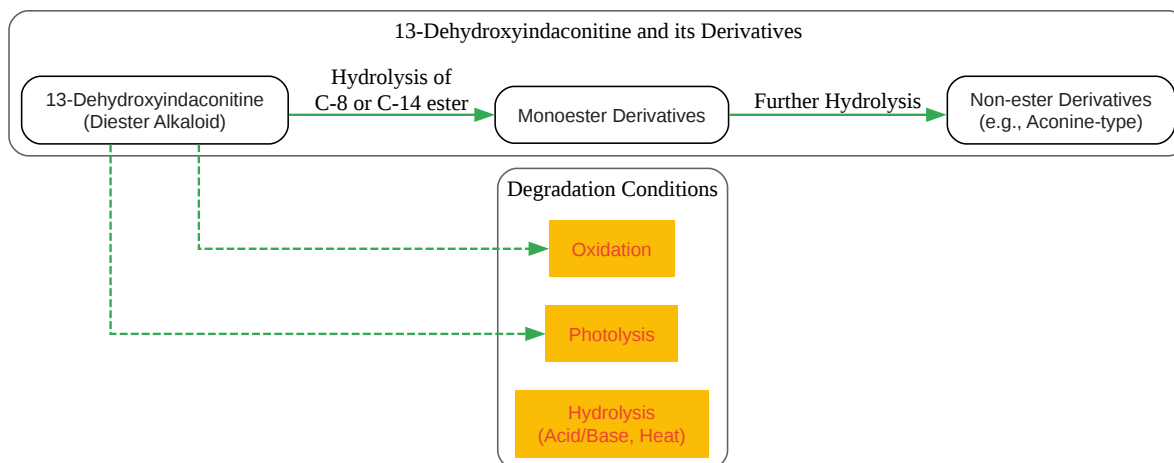 13-Dehydroxyindaconitine and its Derivatives
13-Dehydroxyindaconitine
(Diester Alkaloid)
Hydrolysis of
C-8 or C-14 ester
Monoester Derivatives
Further Hydrolysis
Non-ester Derivatives
(e.g., Aconine-type)
Degradation Conditions
Oxidation
Photolysis
Hydrolysis
(Acid/Base, Heat)